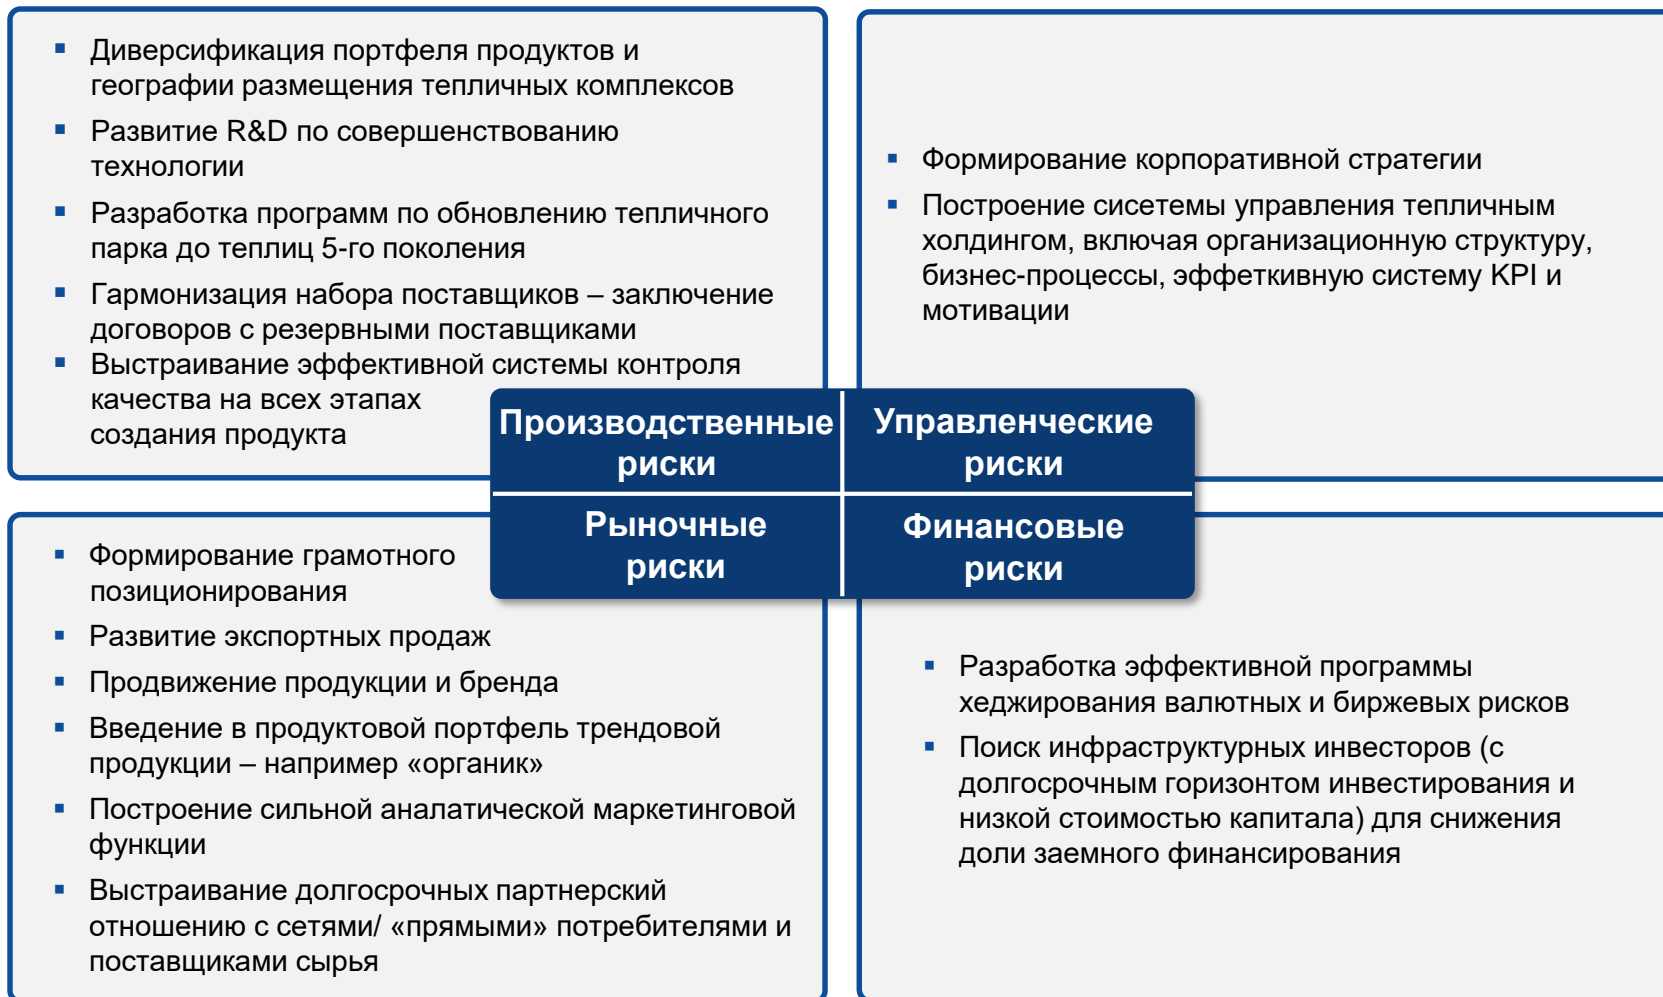 Диверсификация портфеля продуктов и
географии размещения тепличных комплексов
Развитие R&D по совершенствованию
технологии
Разработка программ по обновлению тепличного
парка до теплиц 5-го поколения
Гармонизация набора поставщиков – заключение
договоров с резервными поставщиками
Выстраивание эффективной системы контроля
качества на всех этапах
создания продукта
Формирование корпоративной стратегии
Построение сисетемы управления тепличным
холдингом, включая организационную структуру,
бизнес-процессы, эффеткивную систему KPI и
мотивации
Производственные
риски
Управленческие
риски
Рыночные
риски
Финансовые
риски
Формирование грамотного
позиционирования
Развитие экспортных продаж
Продвижение продукции и бренда
Введение в продуктовой портфель трендовой
продукции – например «органик»
Построение сильной аналатической маркетинговой
функции
Выстраивание долгосрочных партнерский
отношению с сетями/ «прямыми» потребителями и
поставщиками сырья
Разработка эффективной программы
хеджирования валютных и биржевых рисков
Поиск инфраструктурных инвесторов (с
долгосрочным горизонтом инвестирования и
низкой стоимостью капитала) для снижения
доли заемного финансирования